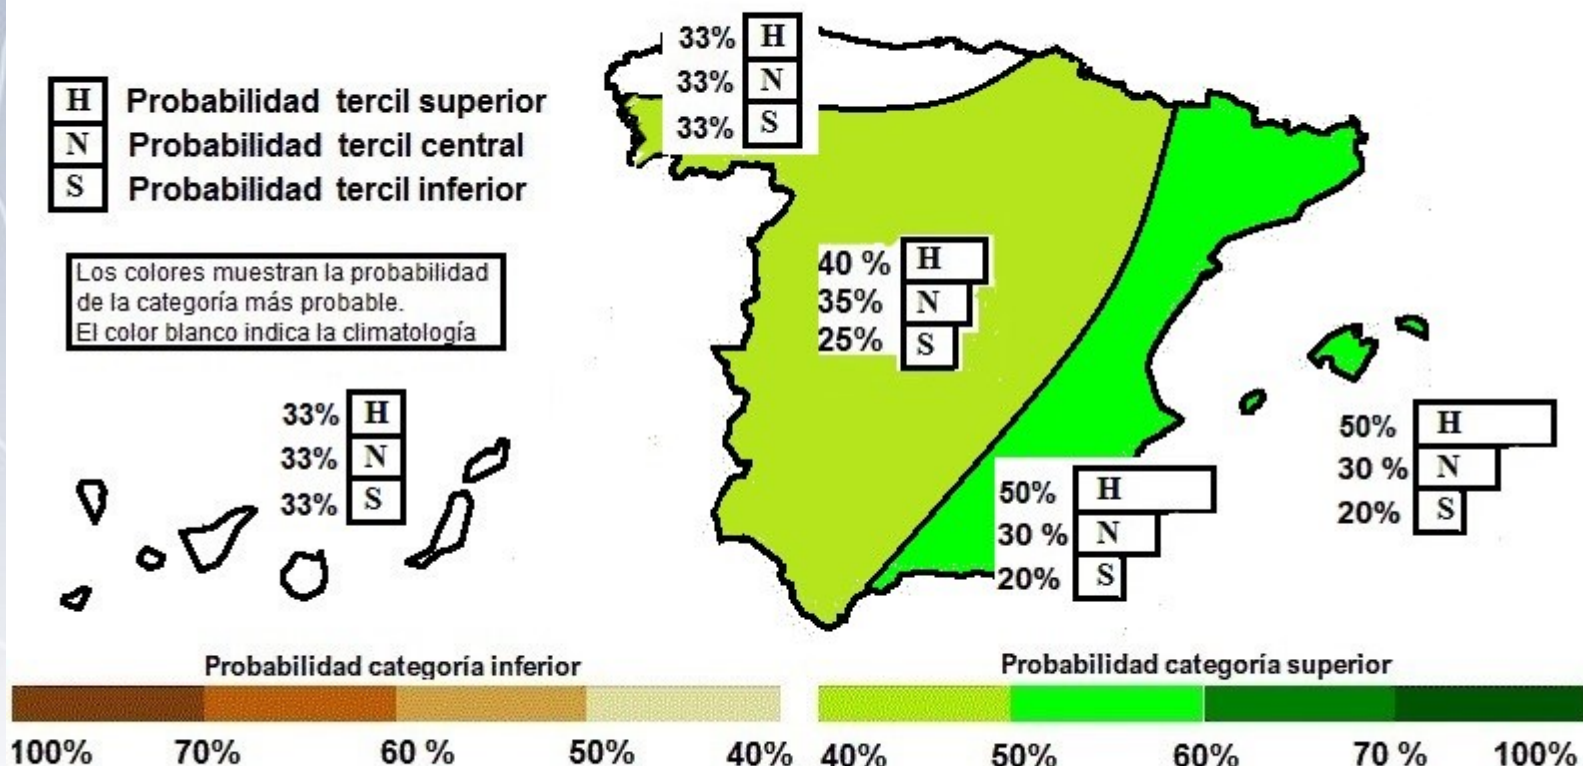 H Probabilidad tercil superior
N Probabilidad tercil central
S Probabilidad tercil inferior
Los colores muestran la probabilidad
de la categoría más probable.
El color blanco indica la climatología
33% H
33% N
33% S
40 % H
35% N
25% S
33% H
33% N
33% S
50% H
30 % N
20% S
50% H
30 % N
20% S
Probabilidad categoría inferior
100% 70% 60 % 50% 40%
Probabilidad categoría superior
40% 50% 60% 70 % 100%